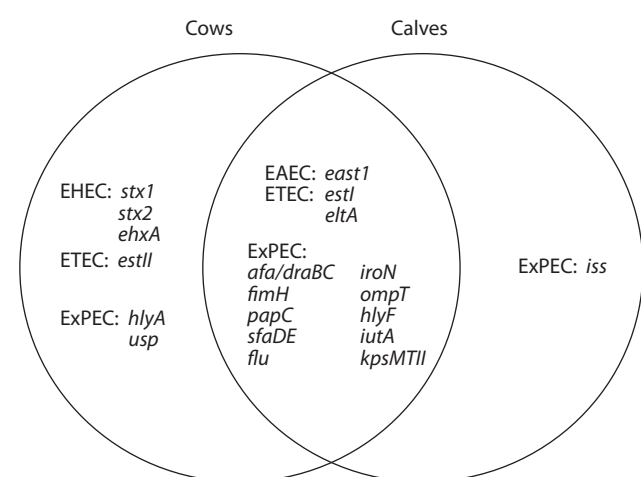 Cows
Calves
EHEC: stx1
stx2
ehxA
ETEC: estII
ExPEC: hlyA
usp
EAEC: east1
ETEC: estI
eltA
ExPEC:
afa/draBC iroN
fimH ompT
papC hlyF
sfaDE iutA
flu kpsMTII
ExPEC: iss